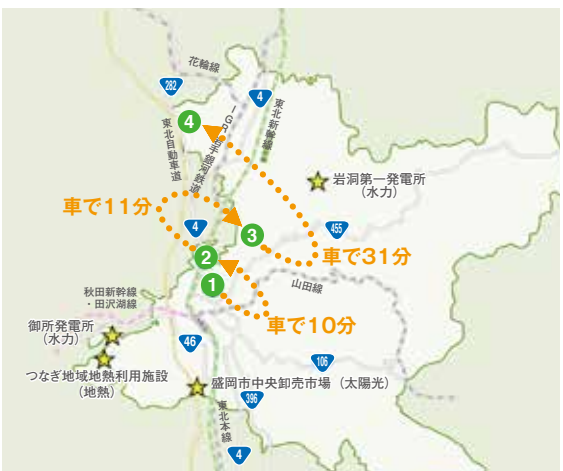 花輪線
282
4
東北新幹線
4
IGRいわて銀河鉄道
東北自動車道
岩洞第一発電所
(水力)
車で11分
4
3
455
2
車で31分
1
山田線
秋田新幹線
・田沢湖線
車で10分
御所発電所
(水力)
46
106
つなぎ地域地熱利用施設
(地熱)
盛岡市中央卸売市場(太陽光)
396
東北本線
4